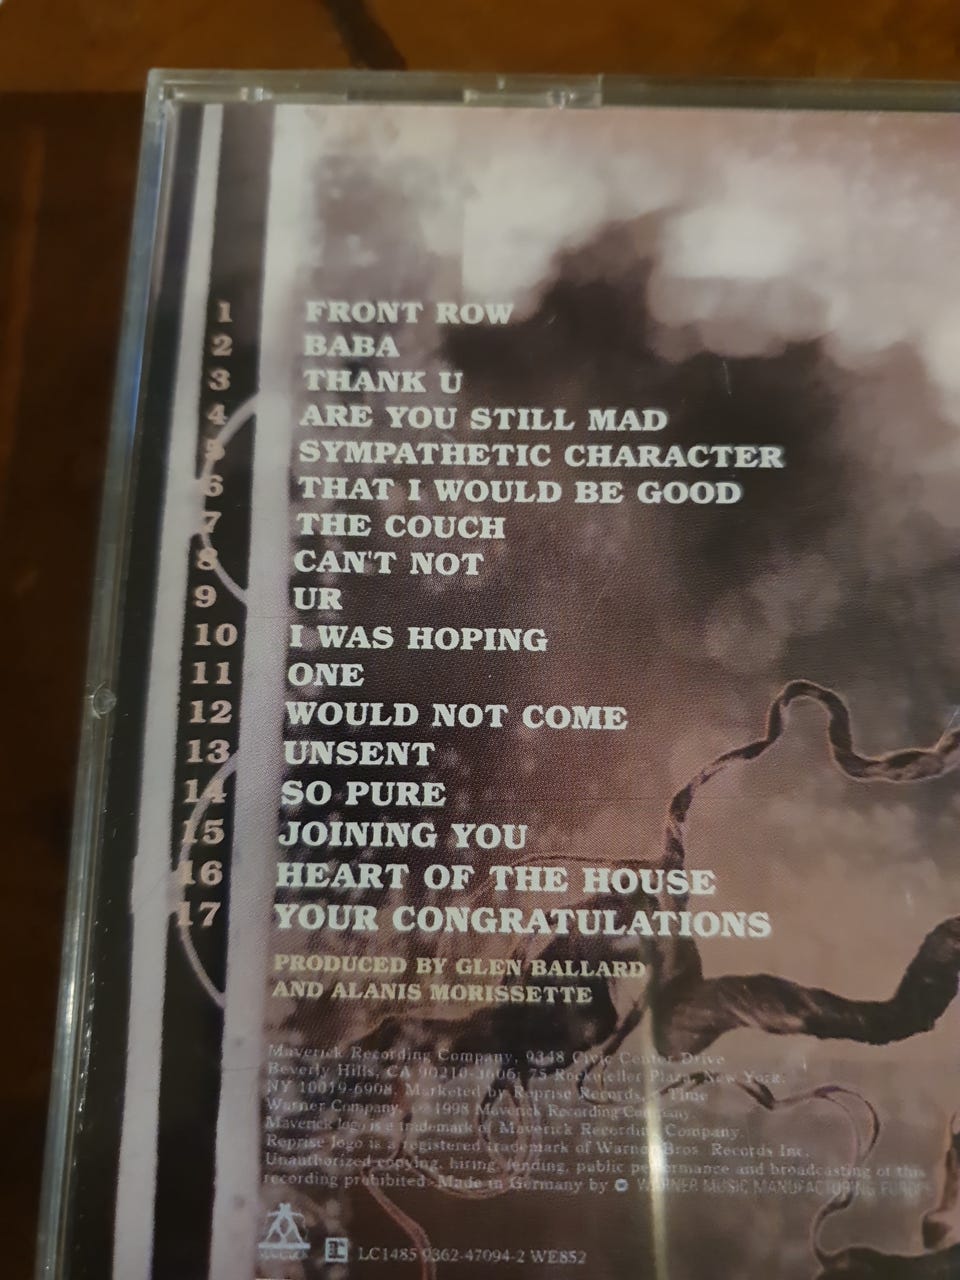 1 FRONT ROW
2 BABA
3 THANK U
4 ARE YOU STILL MAD
5 SYMPATHETIC CHARACTER
6 THAT I WOULD BE GOOD
7 THE COUCH
8 CAN'T NOT
9 UR
10 I WAS HOPING
11 ONE
12 WOULD NOT COME
13 UNSENT
14 SO PURE
15 JOINING YOU
16 HEART OF THE HOUSE
17 YOUR CONGRATULATIONS
PRODUCED BY GLEN BALLARD
AND ALANIS MORISSETTE
Maverick Recording Company, 9348 Civic Center Drive
Beverly Hills, CA 90210-3606; 75 Rockefeller Plaza, New York,
NY 10019-6908. Marketed by Reprise Records, a Time
Warner Company. 1998 Maverick Recording Company.
Maverick logo is a trademark of Maverick Recording Company.
Reprise logo is a registered trademark of Warner Bros. Records Inc.
Unauthorized copying, hiring, lending, public performance and broadcasting of this
recording prohibited. Made in Germany by WARNER MUSIC MANUFACTURING EUROPE
LC1485 9362-47094-2 WE852